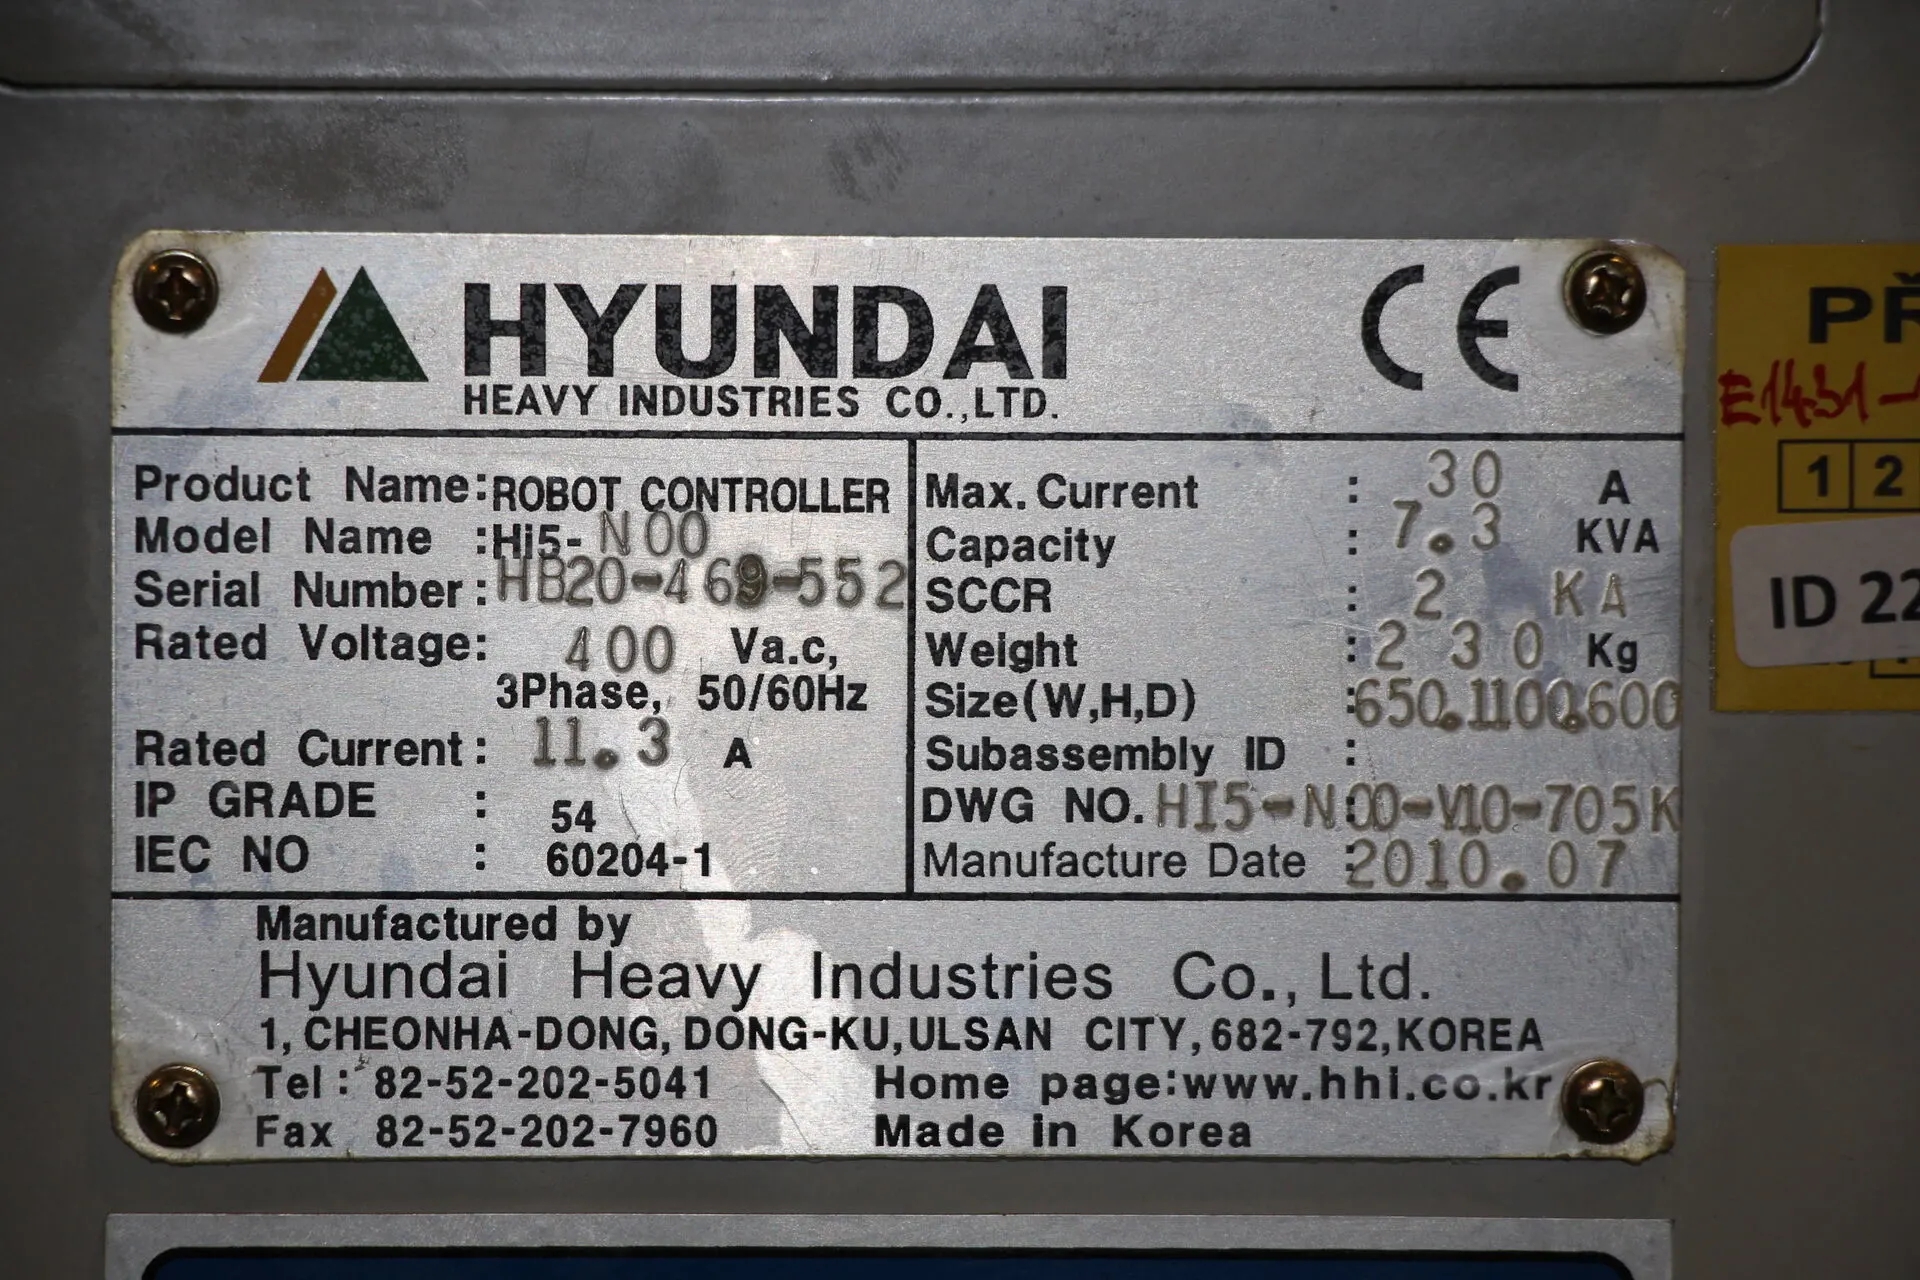 HYUNDAI
HEAVY INDUSTRIES CO.,LTD.
CE
Product Name:ROBOT CONTROLLER
Model Name :Hi5-N00
Serial Number:HB20-469-552
Rated Voltage: 400 Va.c,
3Phase, 50/60Hz
Rated Current: 11.3 A
IP GRADE : 54
IEC NO : 60204-1
Max. Current : 30 A
Capacity : 7.3 KVA
SCCR : 2 KA
Weight : 230 Kg
Size(W,H,D) :650.1100.600
Subassembly ID :
DWG NO. HI5-N00-V10-705K
Manufacture Date :2010.07
Manufactured by
Hyundai Heavy Industries Co., Ltd.
1, CHEONHA-DONG, DONG-KU, ULSAN CITY, 682-792, KOREA
Tel : 82-52-202-5041 Home page:www.hhi.co.kr
Fax 82-52-202-7960 Made in Korea
PŘ
E1431-
1 2
ID 22